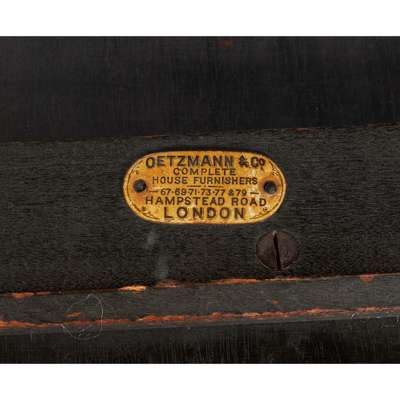 OETZMANN & CO
COMPLETE
HOUSE FURNISHERS
67·69·71·73·77 & 79
HAMPSTEAD ROAD
LONDON